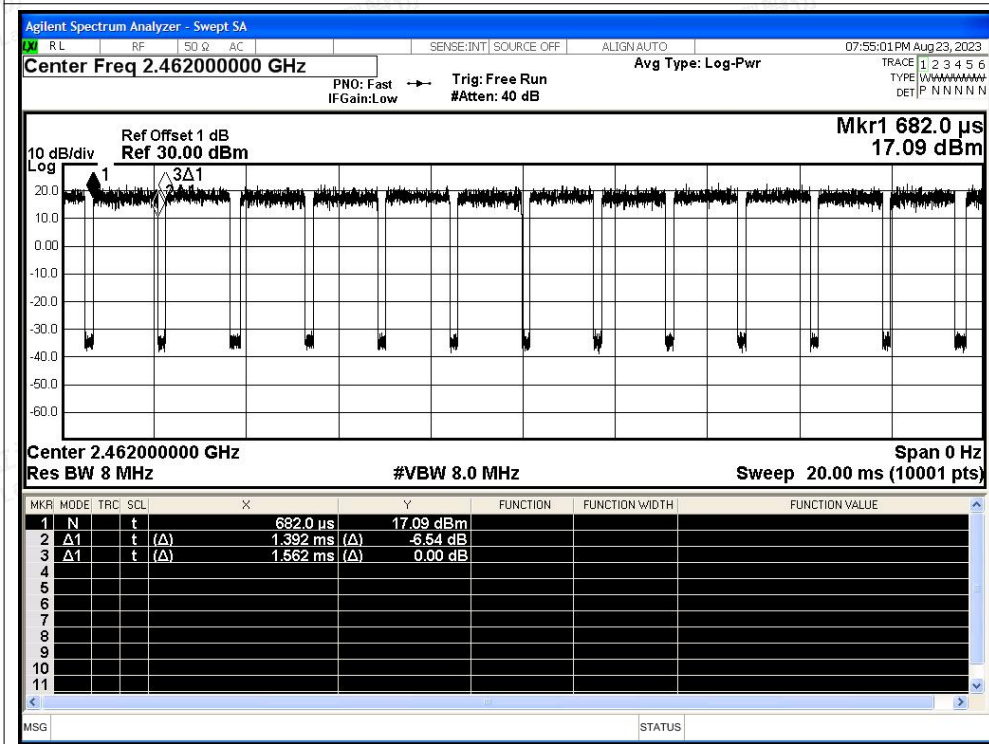 Agilent Spectrum Analyzer - Swept SA
LXI RL RF 50 Ω AC SENSE:INT SOURCE OFF ALIGN AUTO 07:55:01 PM Aug 23, 2023
Center Freq 2.462000000 GHz Avg Type: Log-Pwr TRACE 1 2 3 4 5 6
PNO: Fast Trig: Free Run TYPE WWWWWW
IFGain:Low #Atten: 40 dB DET P N N N N N
Mkr1 682.0 µs
Ref Offset 1 dB
10 dB/div Ref 30.00 dBm 17.09 dBm
Log
1 3Δ1
2Δ1
20.0
10.0
0.00
-10.0
-20.0
-30.0
-40.0
-50.0
-60.0
Center 2.462000000 GHz Span 0 Hz
Res BW 8 MHz #VBW 8.0 MHz Sweep 20.00 ms (10001 pts)
MKR MODE TRC SCL X Y FUNCTION FUNCTION WIDTH FUNCTION VALUE
1 N t 682.0 µs 17.09 dBm
2 Δ1 t (Δ) 1.392 ms (Δ) -6.54 dB
3 Δ1 t (Δ) 1.562 ms (Δ) 0.00 dB
4
5
6
7
8
9
10
11
MSG STATUS